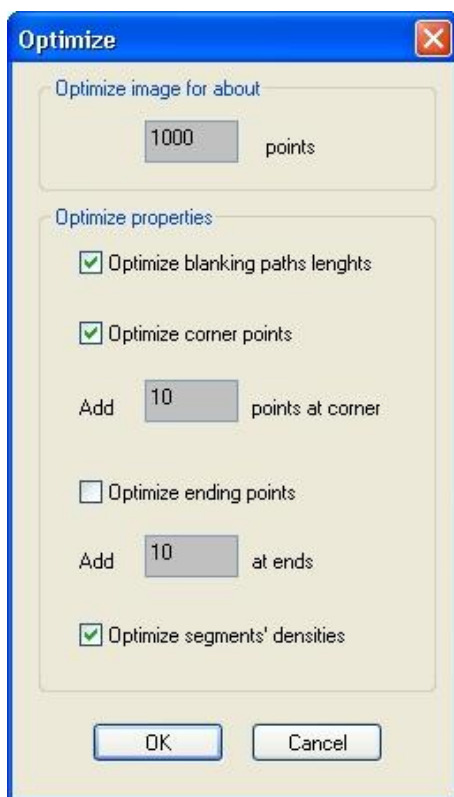 Optimize
Optimize image for about
1000 points
Optimize properties
Optimize blanking paths lenghts
Optimize corner points
Add 10 points at corner
Optimize ending points
Add 10 at ends
Optimize segments' densities
OK Cancel